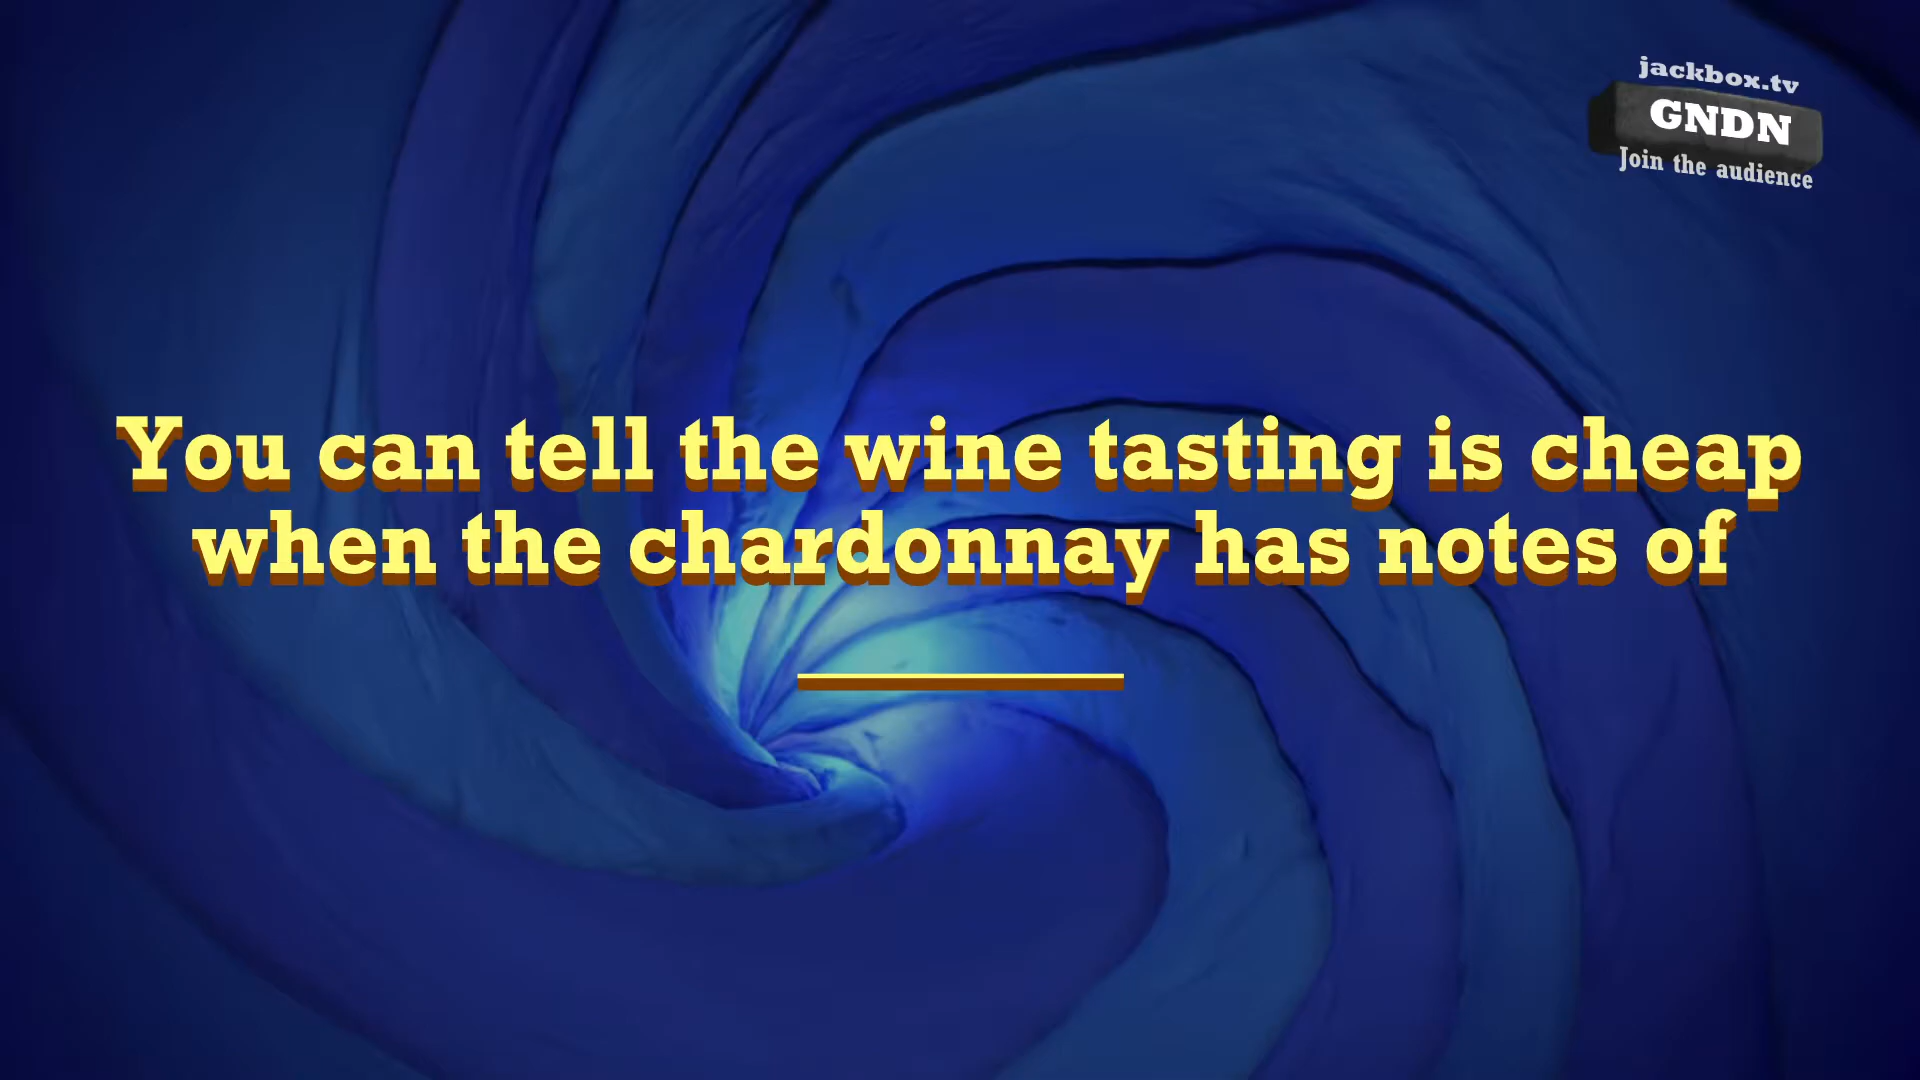 jackbox.tv
GNDN
Join the audience
You can tell the wine tasting is cheap
when the chardonnay has notes of